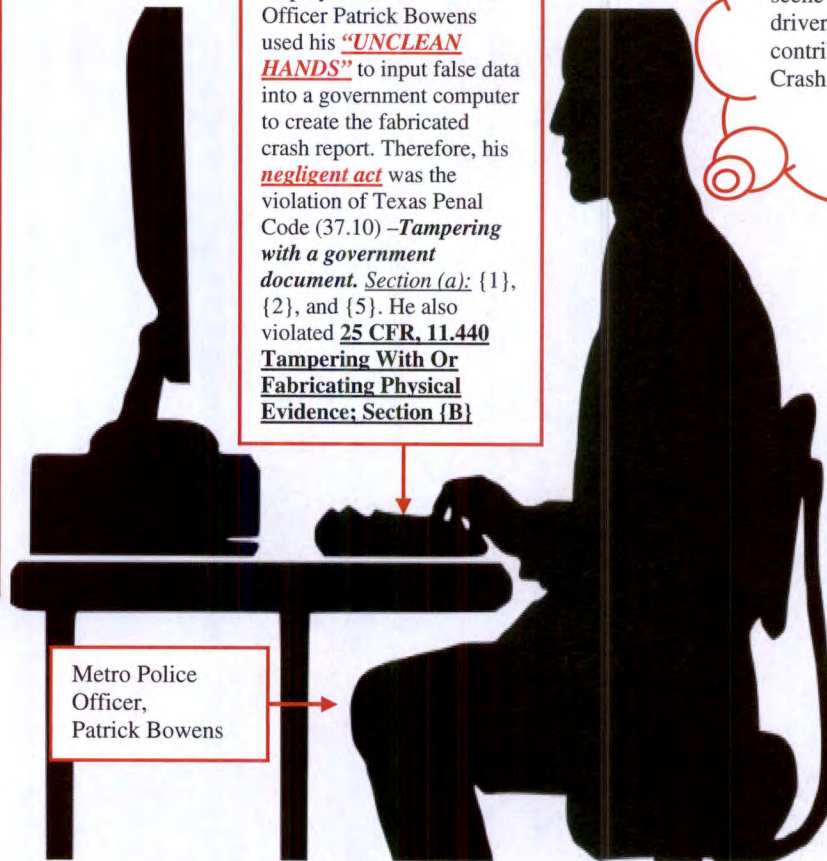 Officer Patrick Bowens
used his "UNCLEAN
HANDS" to input false data
into a government computer
to create the fabricated
crash report. Therefore, his
negligent act was the
violation of Texas Penal
Code (37.10) –Tampering
with a government
document. Section (a): {1},
{2}, and {5}. He also
violated 25 CFR, 11.440
Tampering With Or
Fabricating Physical
Evidence; Section {B}
driver
contri
Crash
Metro Police
Officer,
Patrick Bowens